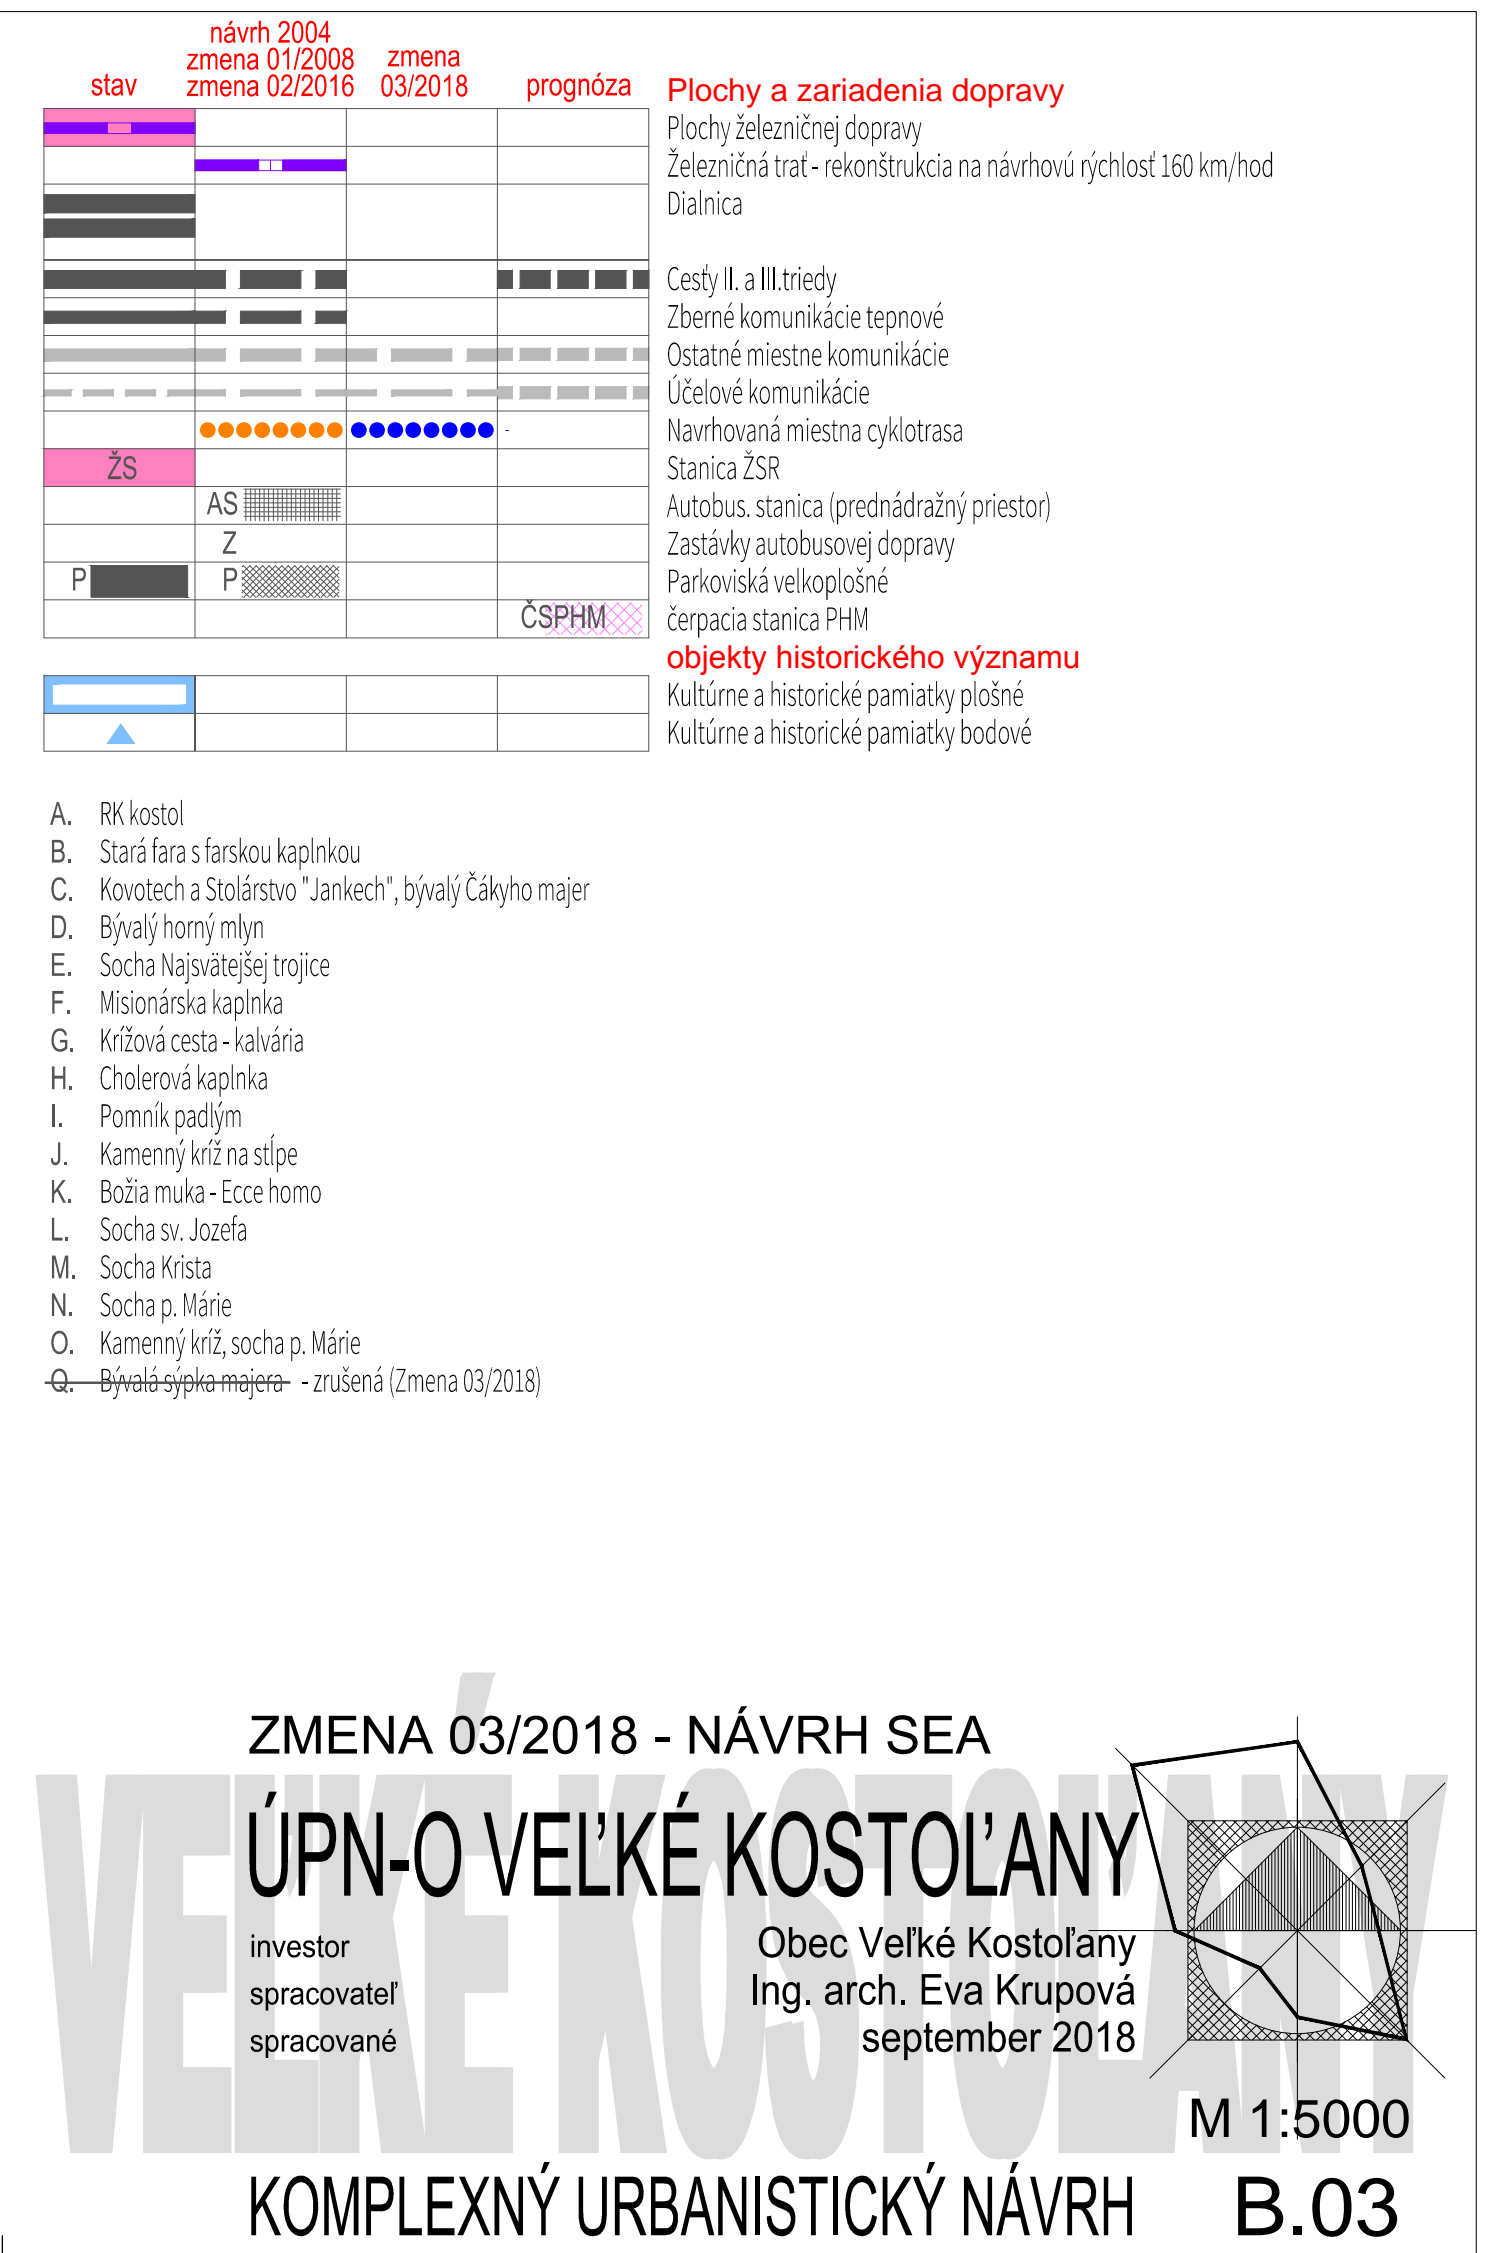 návrh 2004
zmena 01/2008 zmena
stav zmena 02/2016 03/2018 prognóza Plochy a zariadenia dopravy
Plochy železničnej dopravy
Železničná trať - rekonštrukcia na návrhovú rýchlosť 160 km/hod
Dialnica
Cesťy II. a III.triedy
Zberné komunikácie tepnové
Ostatné miestne komunikácie
Účelové komunikácie
Navrhovaná miestna cyklotrasa
ŽS Stanica ŽSR
AS Autobus. stanica (prednádražný priestor)
Z Zastávky autobusovej dopravy
P P Parkoviská velkoplošné
ČSPHM čerpacia stanica PHM
objekty historického významu
Kultúrne a historické pamiatky plošné
Kultúrne a historické pamiatky bodové
A. RK kostol
B. Stará fara s farskou kaplnkou
C. Kovotech a Stolárstvo "Jankech", bývalý Čákyho majer
D. Bývalý horný mlyn
E. Socha Najsvätejšej trojice
F. Misionárska kaplnka
G. Krížová cesta - kalvária
H. Cholerová kaplnka
I. Pomník padlým
J. Kamenný kríž na stĺpe
K. Božia muka - Ecce homo
L. Socha sv. Jozefa
M. Socha Krista
N. Socha p. Márie
O. Kamenný kríž, socha p. Márie
Q. Bývalá sýpka majera - zrušená (Zmena 03/2018)
VEĽKÉ KOSTOĽANY
ZMENA 03/2018 - NÁVRH SEA
ÚPN-O VEĽKÉ KOSTOĽANY
investor Obec Veľké Kostoľany
spracovateľ Ing. arch. Eva Krupová
spracované september 2018
M 1:5000
KOMPLEXNÝ URBANISTICKÝ NÁVRH B.03